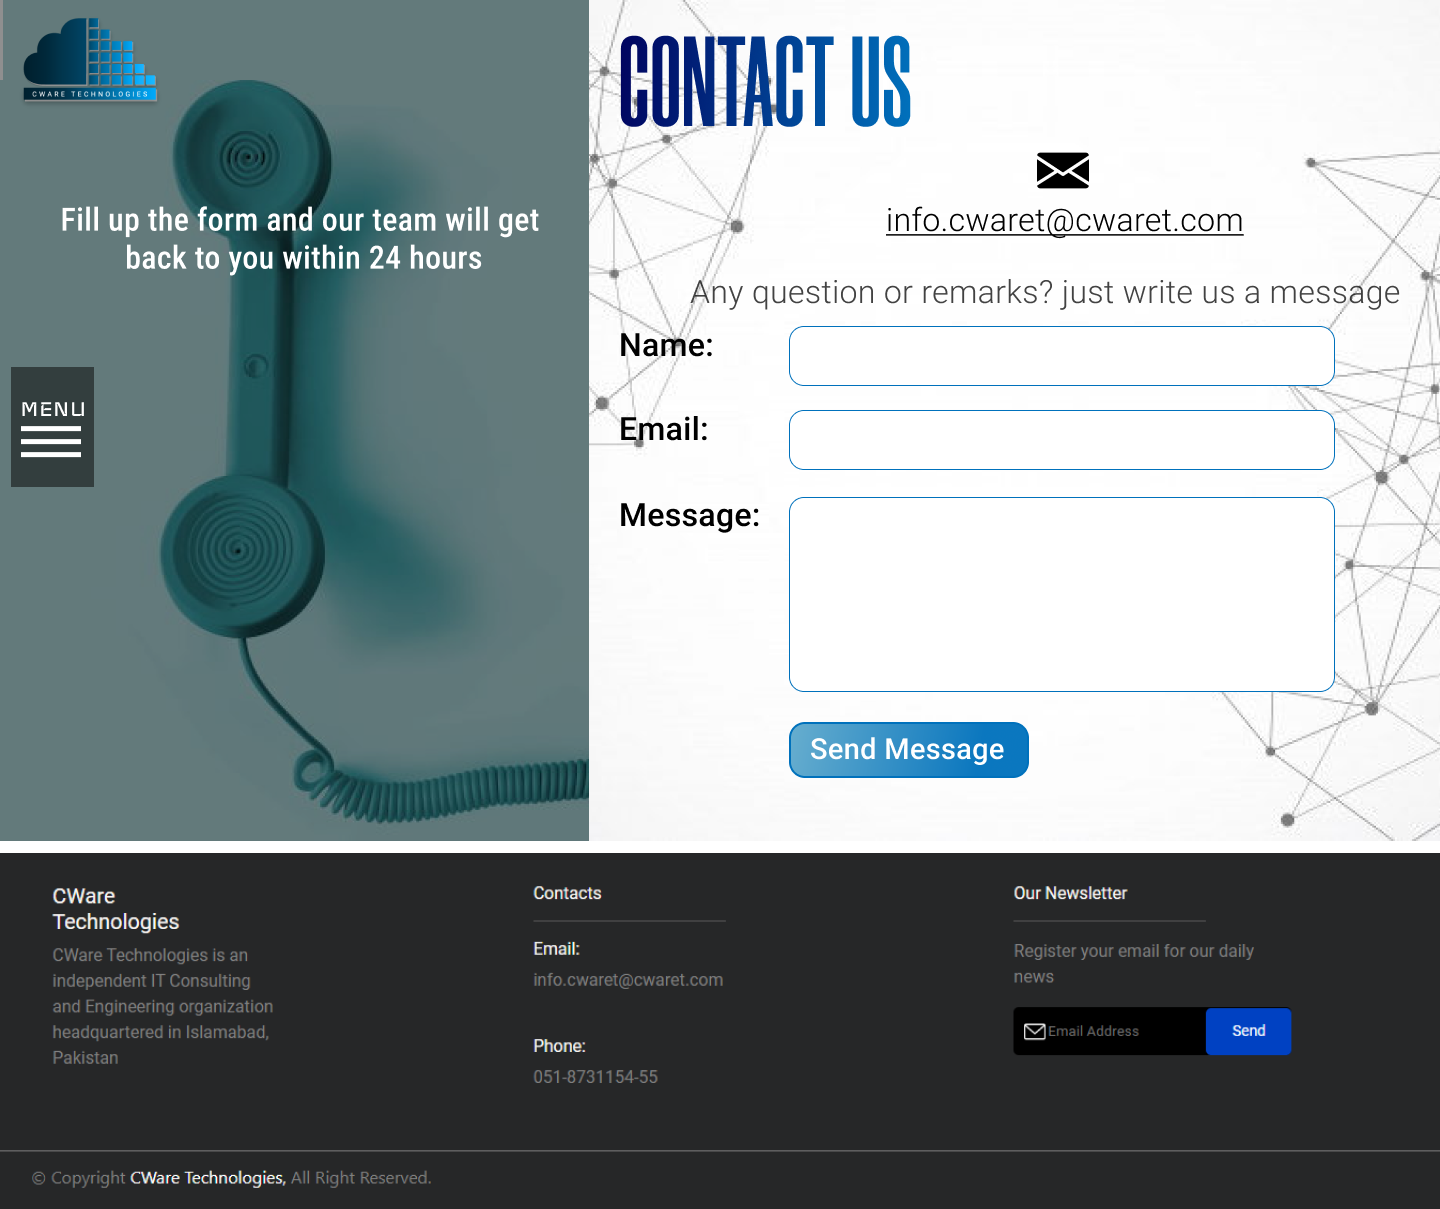 CWARE TECHNOLOGIES
Fill up the form and our team will get
back to you within 24 hours
MENU
CONTACT US
info.cwaret@cwaret.com
Any question or remarks? just write us a message
Name:
Email:
Message:
Send Message
CWare
Technologies
CWare Technologies is an
independent IT Consulting
and Engineering organization
headquartered in Islamabad,
Pakistan
Contacts
Email:
info.cwaret@cwaret.com
Phone:
051-8731154-55
Our Newsletter
Register your email for our daily
news
Email Address
Send
© Copyright CWare Technologies, All Right Reserved.